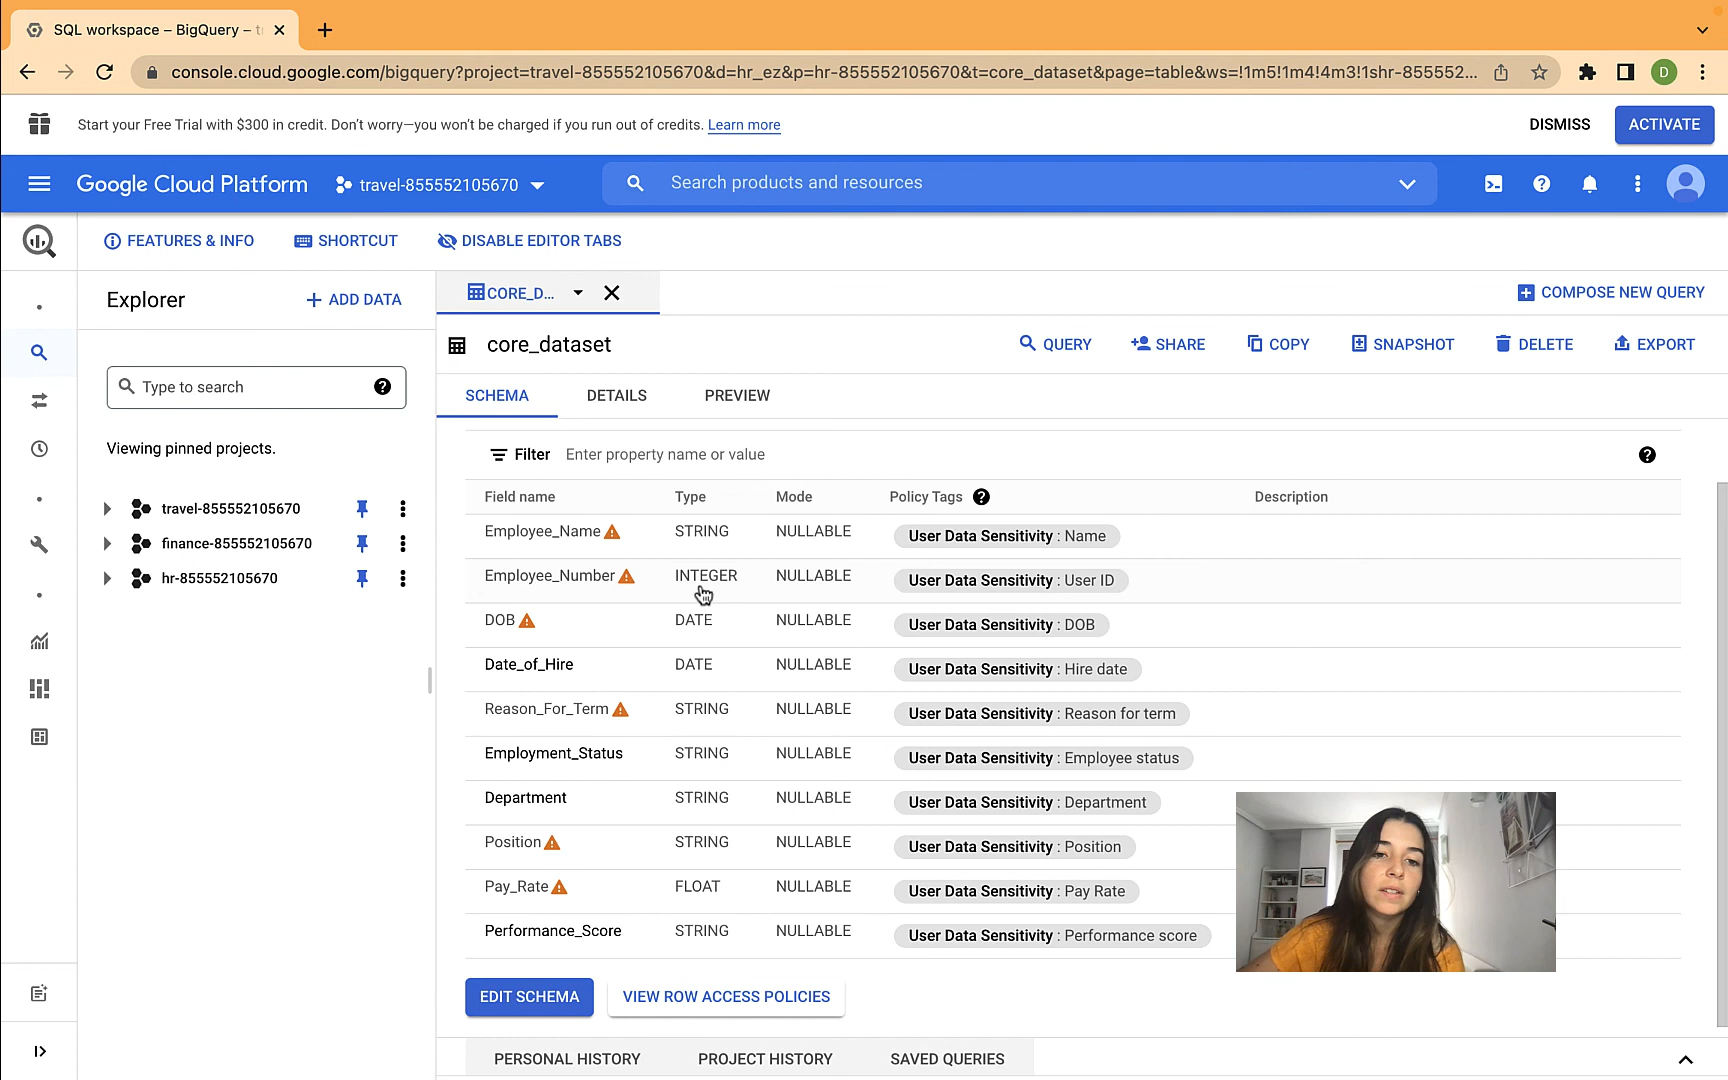 SQL workspace – BigQuery – t
console.cloud.google.com/bigquery?project=travel-855552105670&d=hr_ez&p=hr-855552105670&t=core_dataset&page=table&ws=!1m5!1m4!4m3!1shr-855552...
D
Start your Free Trial with $300 in credit. Don't worry—you won't be charged if you run out of credits. Learn more
DISMISS
ACTIVATE
Google Cloud Platform
travel-855552105670
Search products and resources
FEATURES & INFO
SHORTCUT
DISABLE EDITOR TABS
Explorer
+ ADD DATA
Type to search
Viewing pinned projects.
travel-855552105670
finance-855552105670
hr-855552105670
CORE_D...
COMPOSE NEW QUERY
core_dataset
QUERY
SHARE
COPY
SNAPSHOT
DELETE
EXPORT
SCHEMA
DETAILS
PREVIEW
Filter Enter property name or value
Field name Type Mode Policy Tags Description
Employee_Name STRING NULLABLE User Data Sensitivity : Name
Employee_Number INTEGER NULLABLE User Data Sensitivity : User ID
DOB DATE NULLABLE User Data Sensitivity : DOB
Date_of_Hire DATE NULLABLE User Data Sensitivity : Hire date
Reason_For_Term STRING NULLABLE User Data Sensitivity : Reason for term
Employment_Status STRING NULLABLE User Data Sensitivity : Employee status
Department STRING NULLABLE User Data Sensitivity : Department
Position STRING NULLABLE User Data Sensitivity : Position
Pay_Rate FLOAT NULLABLE User Data Sensitivity : Pay Rate
Performance_Score STRING NULLABLE User Data Sensitivity : Performance score
EDIT SCHEMA
VIEW ROW ACCESS POLICIES
PERSONAL HISTORY
PROJECT HISTORY
SAVED QUERIES